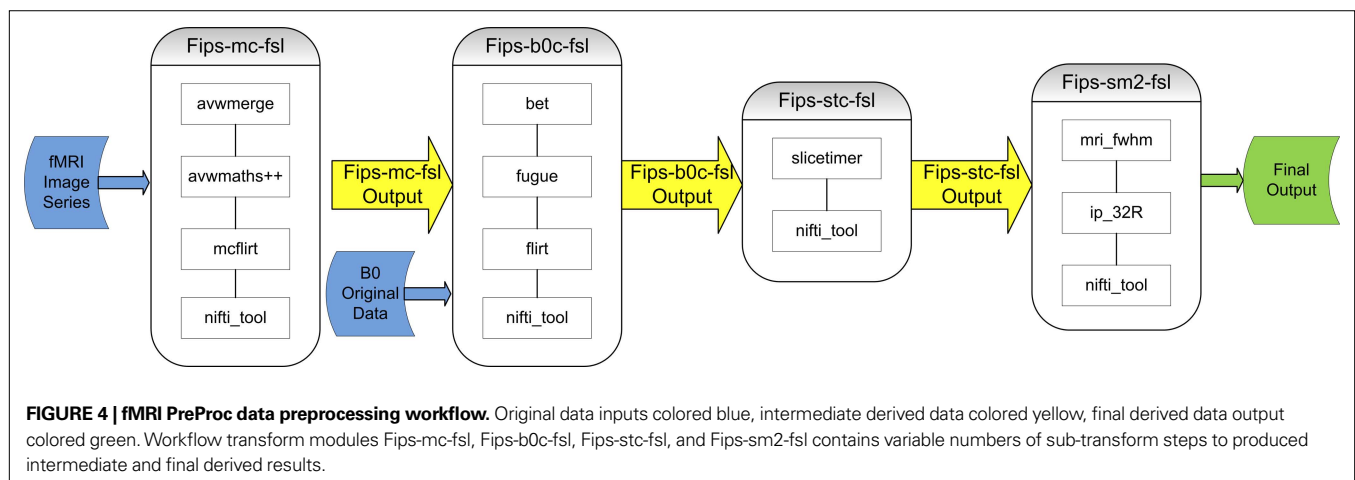 Fips-mc-fsl
avwmerge
avwmaths++
mcflirt
nifti_tool
fMRI
Image
Series
Fips-mc-fsl
Output
B0
Original
Data
Fips-b0c-fsl
bet
fugue
flirt
nifti_tool
Fips-b0c-fsl
Output
Fips-stc-fsl
slicetimer
nifti_tool
Fips-stc-fsl
Output
Fips-sm2-fsl
mri_fwhm
ip_32R
nifti_tool
Final
Output
FIGURE 4 | fMRI PreProc data preprocessing workflow. Original data inputs colored blue, intermediate derived data colored yellow, final derived data output
colored green. Workflow transform modules Fips-mc-fsl, Fips-b0c-fsl, Fips-stc-fsl, and Fips-sm2-fsl contains variable numbers of sub-transform steps to produced
intermediate and final derived results.